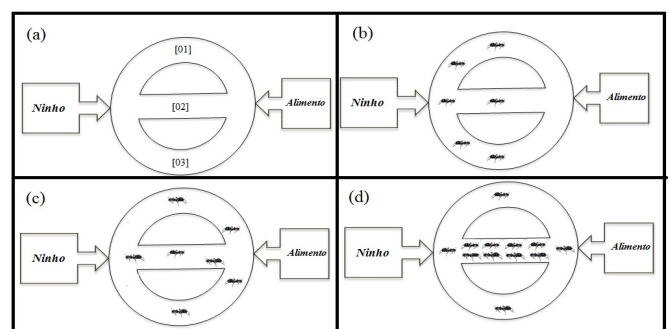 (a)
[01]
Ninho
[02]
Alimento
[03]
(b)
Ninho
Alimento
(c)
Ninho
Alimento
(d)
Ninho
Alimento